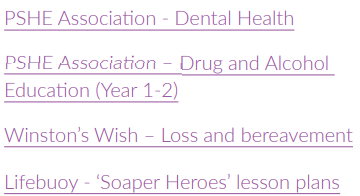 PSHE Association - Dental Health
PSHE Association – Drug and Alcohol
Education (Year 1-2)
Winston’s Wish – Loss and bereavement
Lifebuoy - ‘Soaper Heroes’ lesson plans